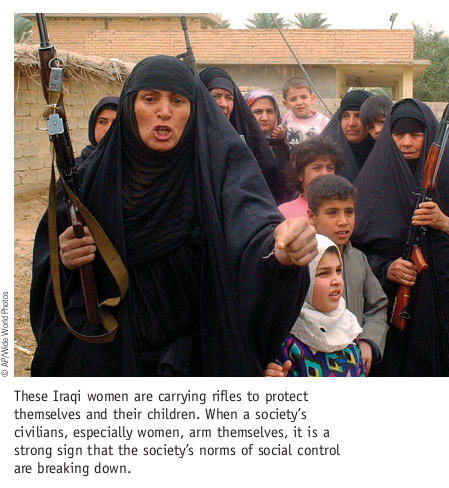 © AP/Wide World Photos
These Iraqi women are carrying rifles to protect
themselves and their children. When a society's
civilians, especially women, arm themselves, it is a
strong sign that the society's norms of social control
are breaking down.